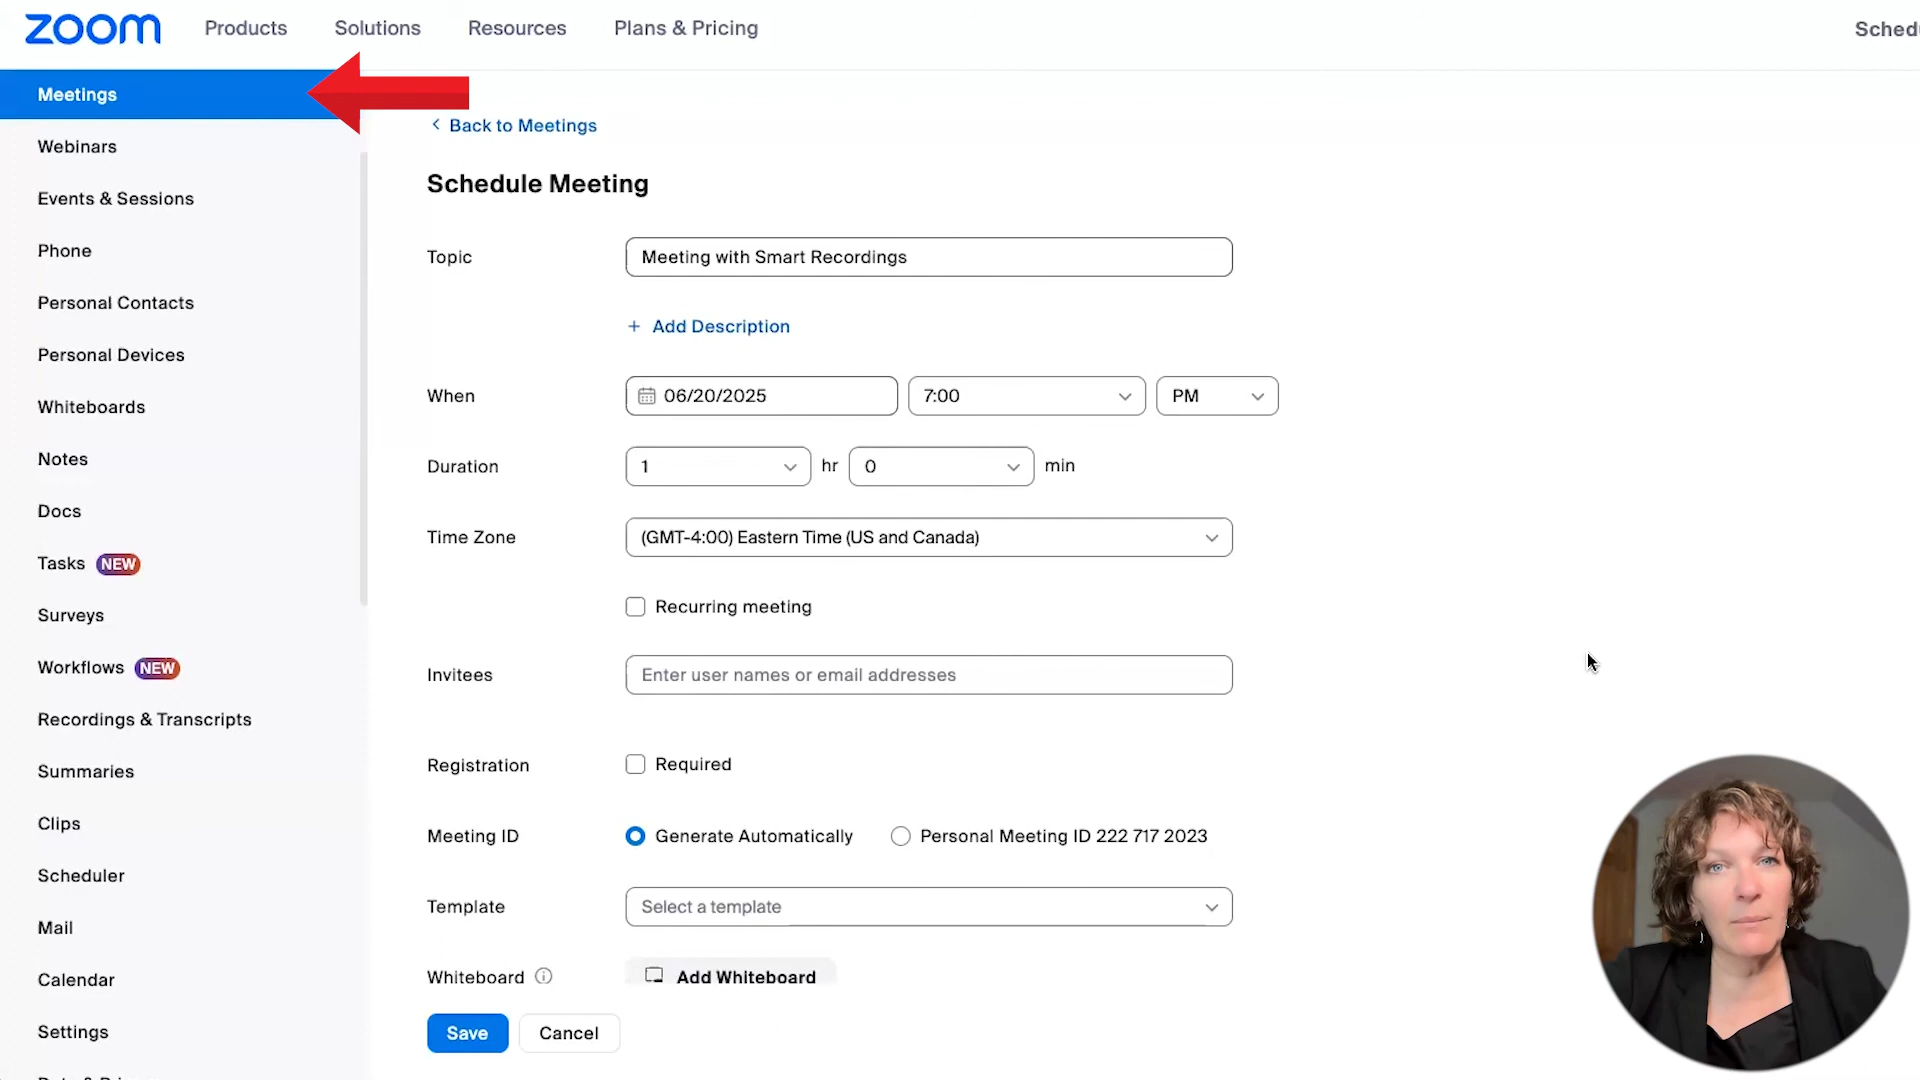 zoom Products Solutions Resources Plans & Pricing
Meetings
Webinars
Events & Sessions
Phone
Personal Contacts
Personal Devices
Whiteboards
Notes
Docs
Tasks NEW
Surveys
Workflows NEW
Recordings & Transcripts
Summaries
Clips
Scheduler
Mail
Calendar
Settings
Back to Meetings
Schedule Meeting
Topic Meeting with Smart Recordings
+ Add Description
When 06/20/2025 7:00 PM
Duration 1 hr 0 min
Time Zone (GMT-4:00) Eastern Time (US and Canada)
Recurring meeting
Invitees Enter user names or email addresses
Registration Required
Meeting ID Generate Automatically Personal Meeting ID 222 717 2023
Template Select a template
Whiteboard Add Whiteboard
Save Cancel